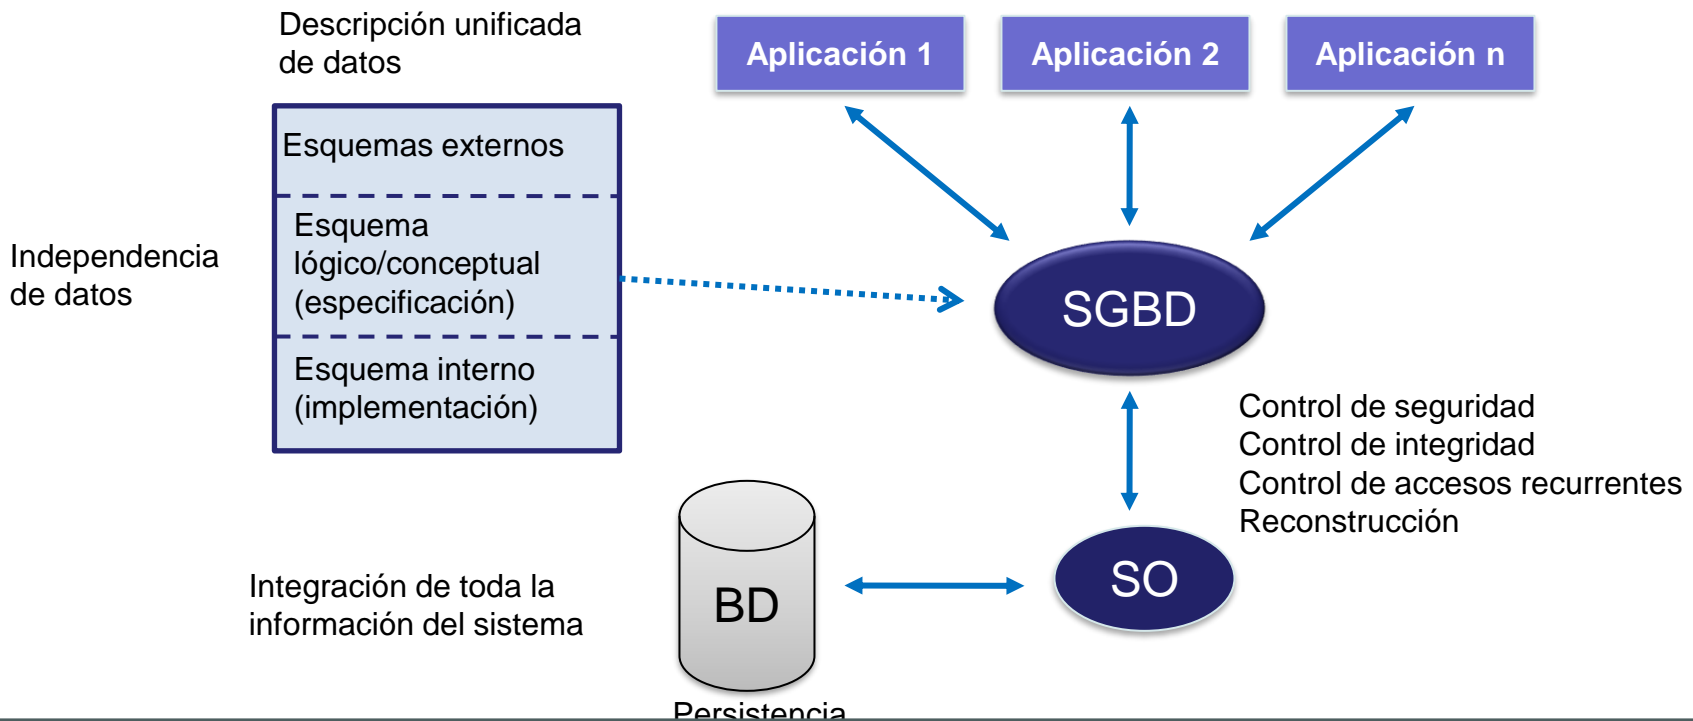 Descripción unificada
de datos
Aplicación 1
Aplicación 2
Aplicación n
Esquemas externos
Esquema
lógico/conceptual
(especificación)
Esquema interno
(implementación)
Independencia
de datos
SGBD
Control de seguridad
Control de integridad
Control de accesos recurrentes
Reconstrucción
SO
BD
Integración de toda la
información del sistema
Persistencia